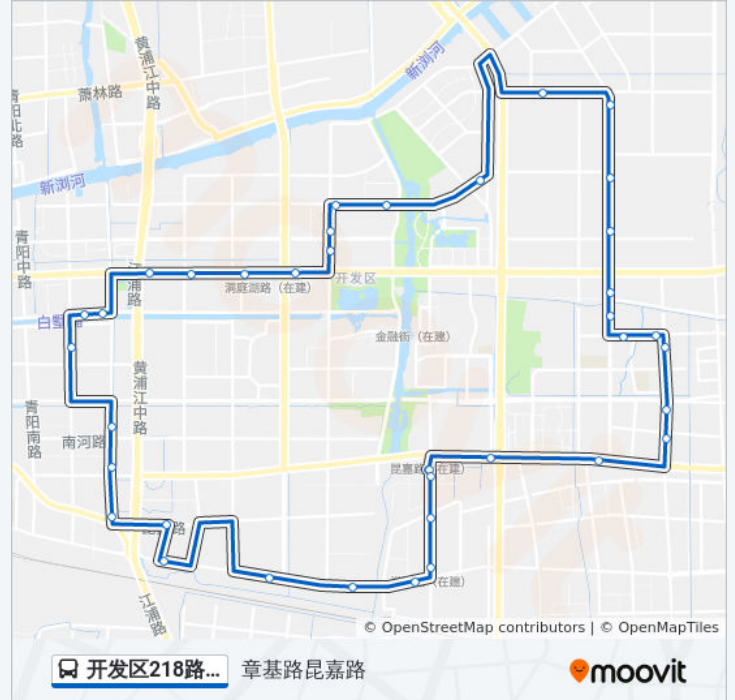 黄浦江中路
新浏河
萧林路
青阳北路
新浏河
青阳中路
江浦路
洞庭湖路（在建）
开发区
白墅
金融街（在建）
黄浦江中路
青阳南路
南河路
昆嘉路（在建）
路
（在建）
江浦路
© OpenStreetMap contributors | © OpenMapTiles
开发区218路...
章基路昆嘉路
moovit